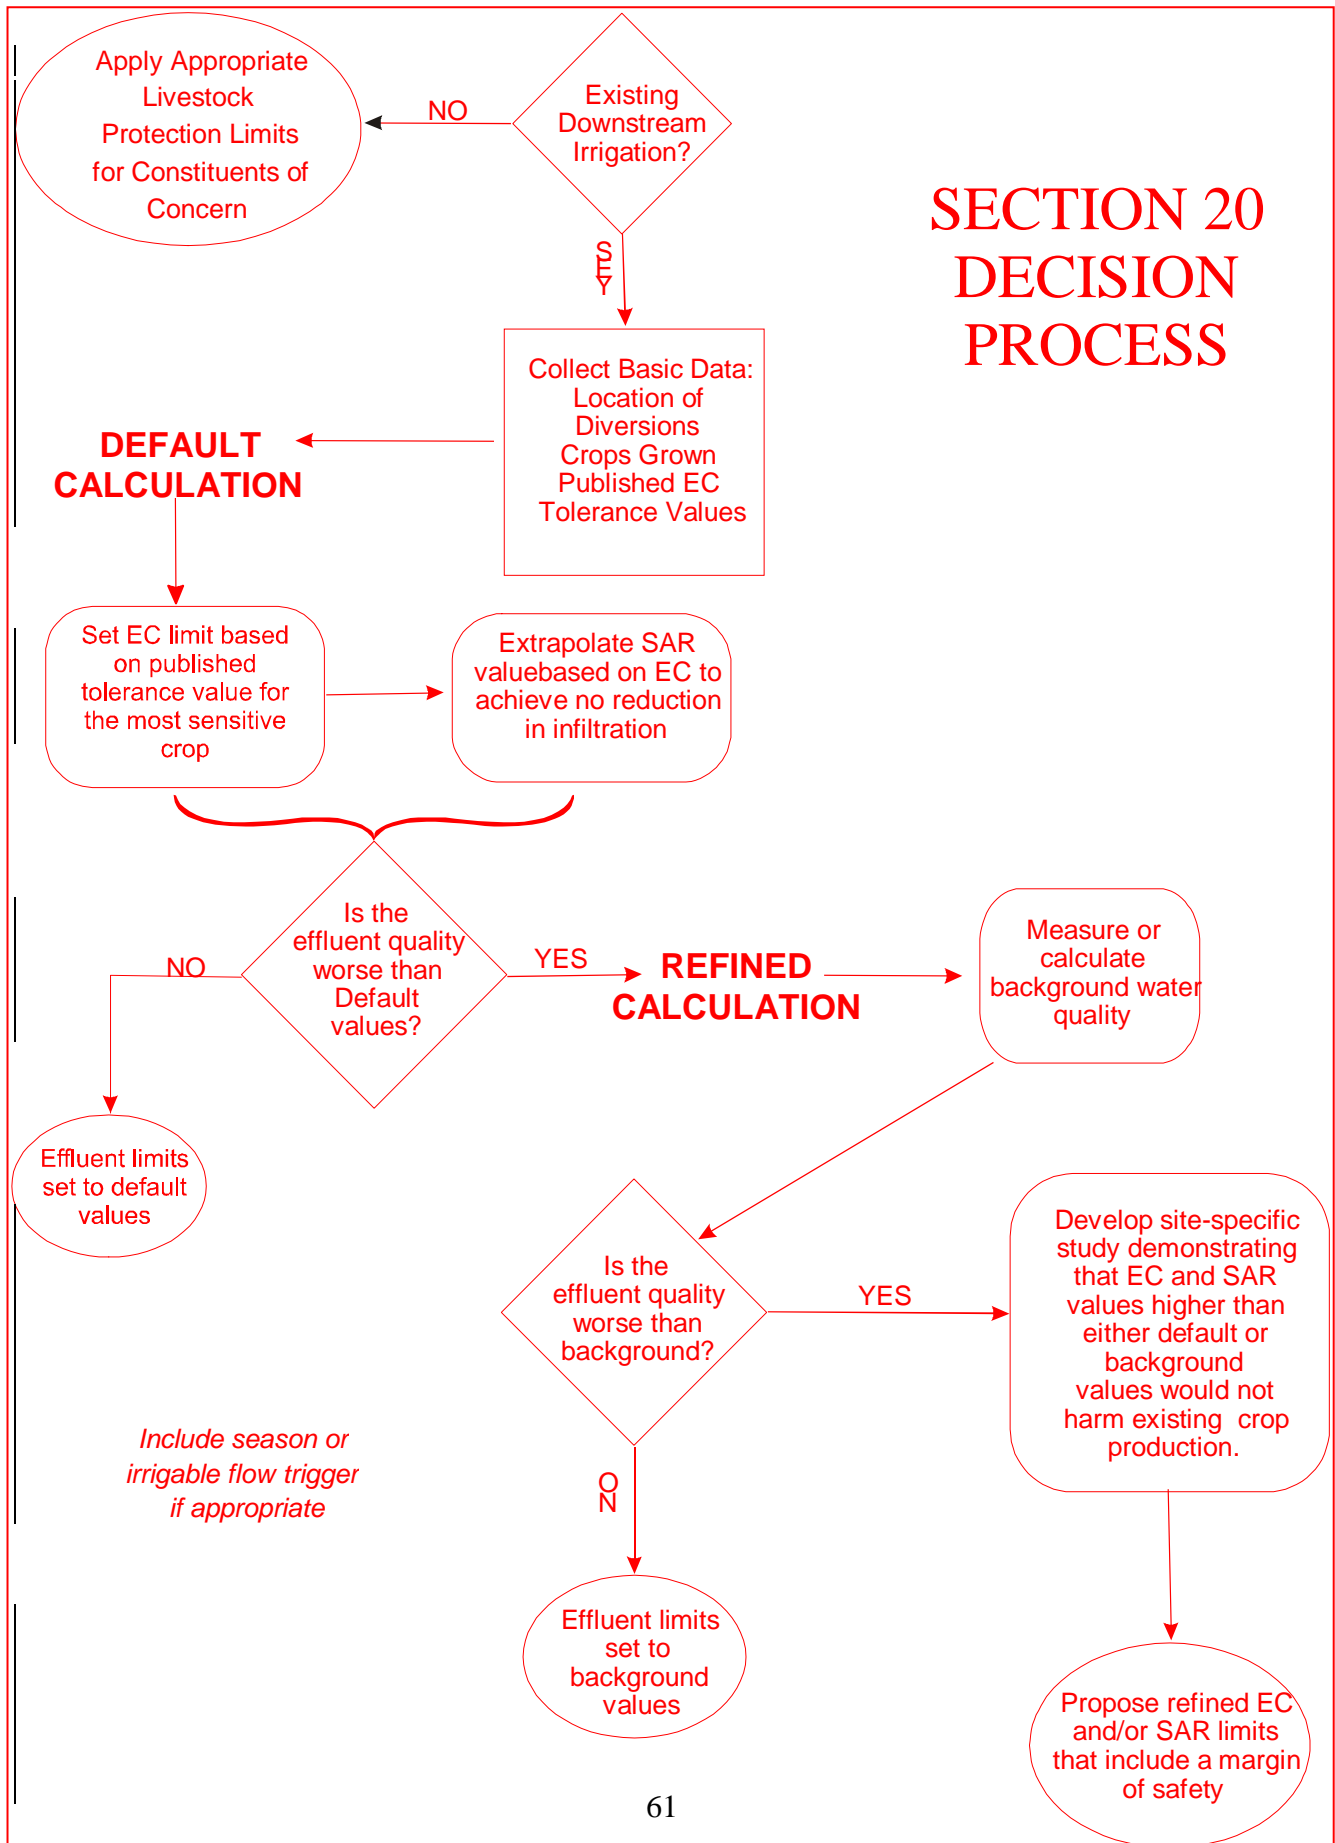 Apply Appropriate
Livestock
Protection Limits
for Constituents of
Concern
NO
Existing
Downstream
Irrigation?
SECTION 20
DECISION
PROCESS
YES
Collect Basic Data:
Location of
Diversions
Crops Grown
Published EC
Tolerance Values
DEFAULT
CALCULATION
Set EC limit based
on published
tolerance value for
the most sensitive
crop
Extrapolate SAR
valuebased on EC to
achieve no reduction
in infiltration
Is the
effluent quality
worse than
Default
values?
NO
YES
REFINED
CALCULATION
Measure or
calculate
background water
quality
Effluent limits
set to default
values
Is the
effluent quality
worse than
background?
YES
Develop site-specific
study demonstrating
that EC and SAR
values higher than
either default or
background
values would not
harm existing crop
production.
Include season or
irrigable flow trigger
if appropriate
NO
Effluent limits
set to
background
values
Propose refined EC
and/or SAR limits
that include a margin
of safety
61